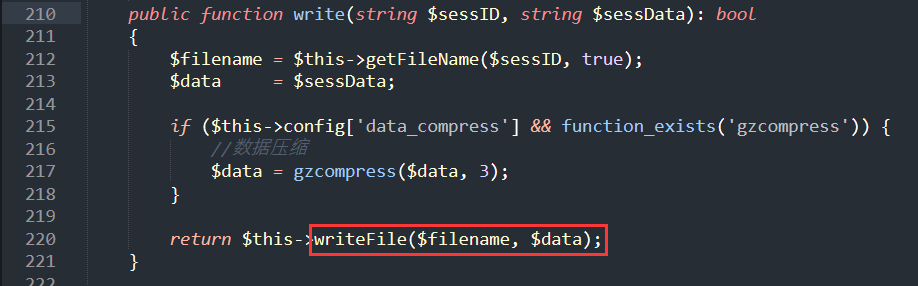 210 public function write(string $sessID, string $sessData): bool
211 {
212 $filename = $this->getFileName($sessID, true);
213 $data     = $sessData;
214
215 if ($this->config['data_compress'] && function_exists('gzcompress')) {
216 //数据压缩
217 $data = gzcompress($data, 3);
218 }
219
220 return $this->writeFile($filename, $data);
221 }
222